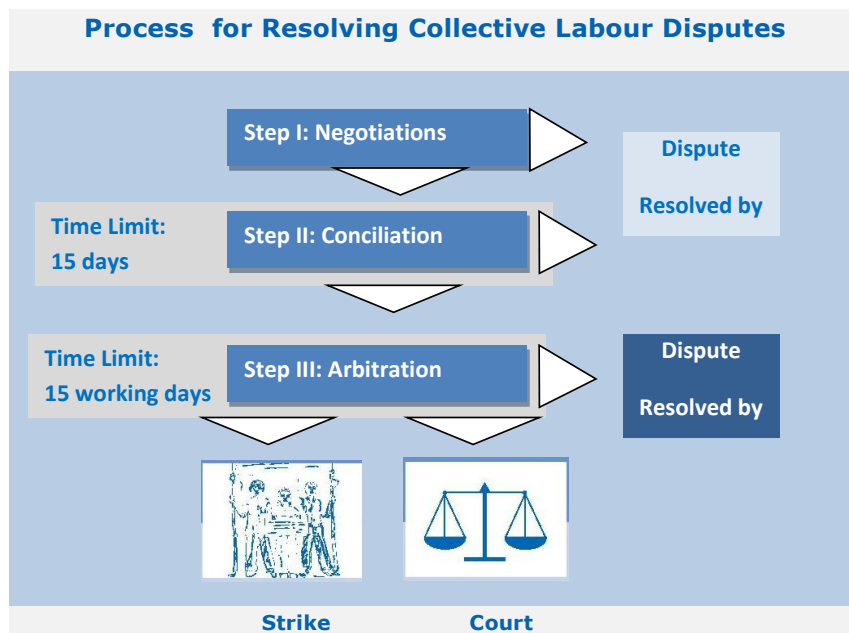 Process for Resolving Collective Labour Disputes
Step I: Negotiations
Dispute
Resolved by
Time Limit:
15 days
Step II: Conciliation
Time Limit:
15 working days
Step III: Arbitration
Dispute
Resolved by
Strike
Court